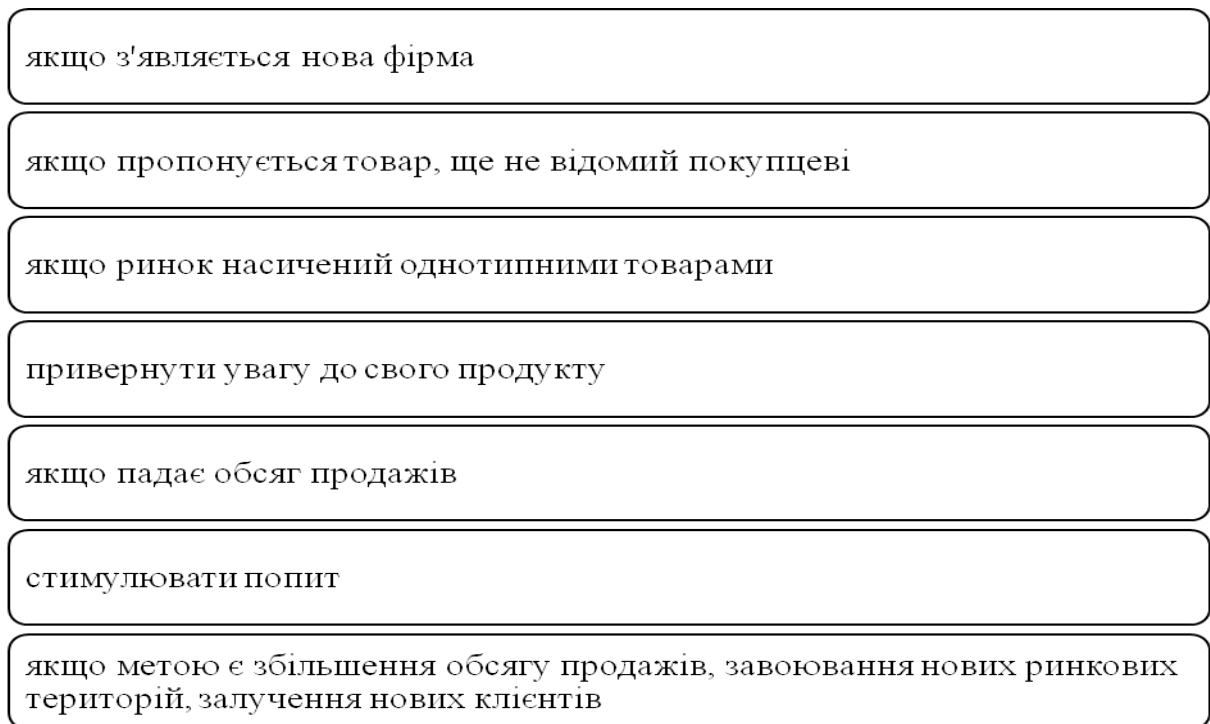 якщо з'являється нова фірма
якщо пропонується товар, ще не відомий покупцеві
якщо ринок насичений однотипними товарами
привернути увагу до свого продукту
якщо падає обсяг продажів
стимулювати попит
якщо метою є збільшення обсягу продажів, завоювання нових ринкових
територій, залучення нових клієнтів